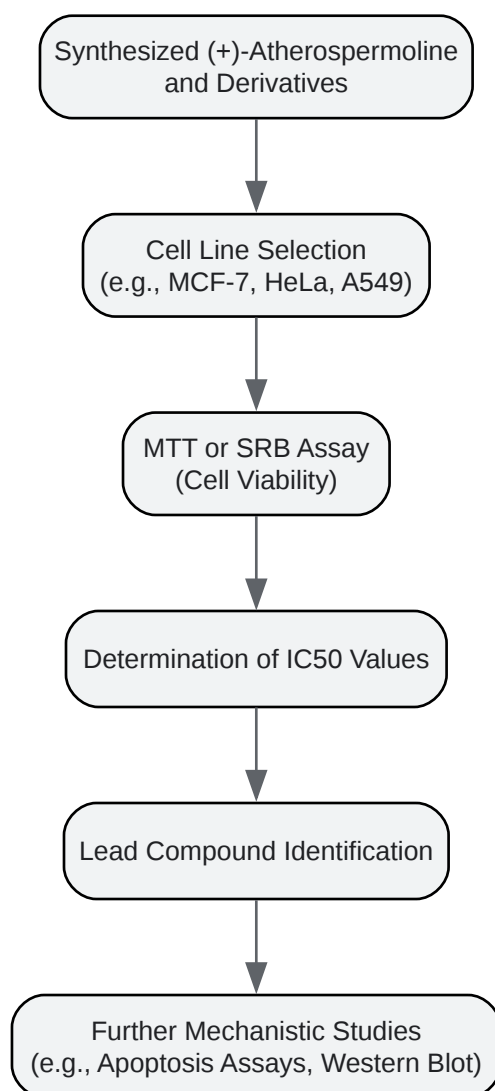 Synthesized (+)-Atherospermoline
and Derivatives
Cell Line Selection
(e.g., MCF-7, HeLa, A549)
MTT or SRB Assay
(Cell Viability)
Determination of IC50 Values
Lead Compound Identification
Further Mechanistic Studies
(e.g., Apoptosis Assays, Western Blot)